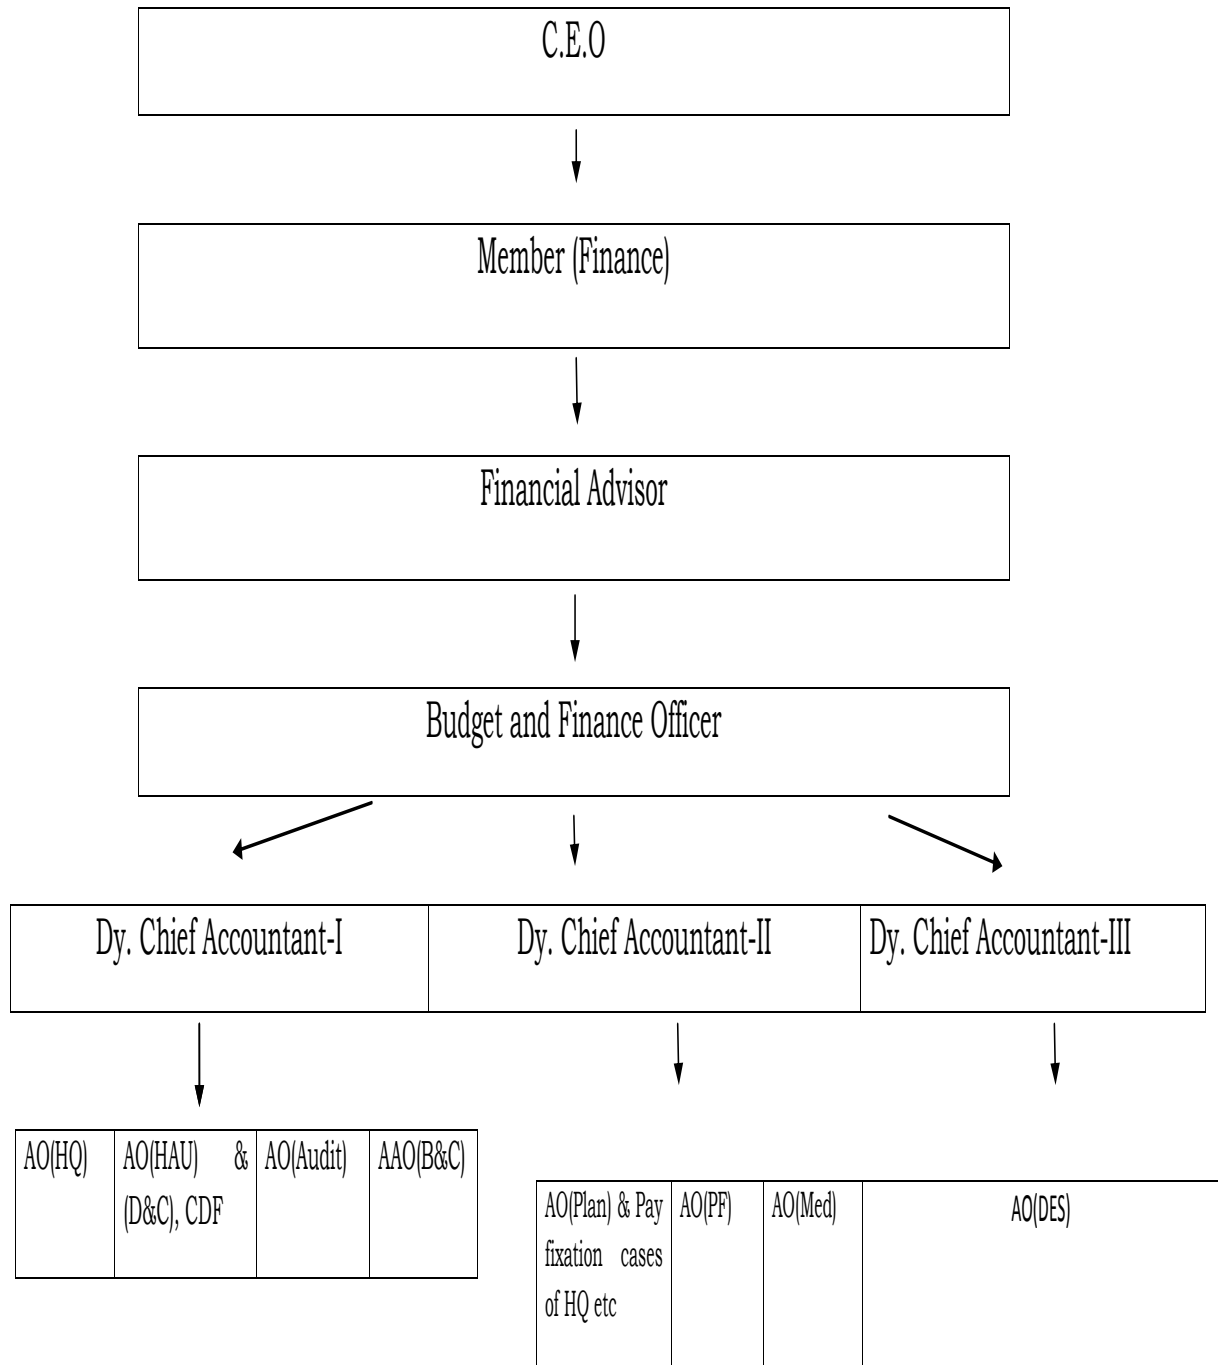 C.E.O
Member (Finance)
Financial Advisor
Budget and Finance Officer
Dy. Chief Accountant-I
Dy. Chief Accountant-II
Dy. Chief Accountant-III
AO(HQ)
AO(HAU) &
(D&C), CDF
AO(Audit)
AAO(B&C)
AO(Plan) & Pay
fixation cases
of HQ etc
AO(PF)
AO(Med)
AO(DES)